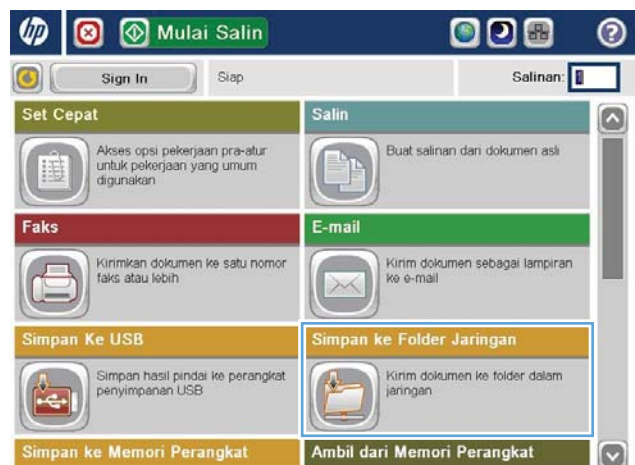 hp
Mulai Salin
?
Sign In
Siap
Salinan: 1
Set Cepat
Akses opsi pekerjaan pra-atur
untuk pekerjaan yang umum
digunakan
Salin
Buat salinan dari dokumen asli
Faks
Kirimkan dokumen ke satu nomor
faks atau lebih
E-mail
Kirim dokumen sebagai lampiran
ke e-mail
Simpan Ke USB
Simpan hasil pindai ke perangkat
penyimpanan USB
Simpan ke Folder Jaringan
Kirim dokumen ke folder dalam
jaringan
Simpan ke Memori Perangkat
Ambil dari Memori Perangkat